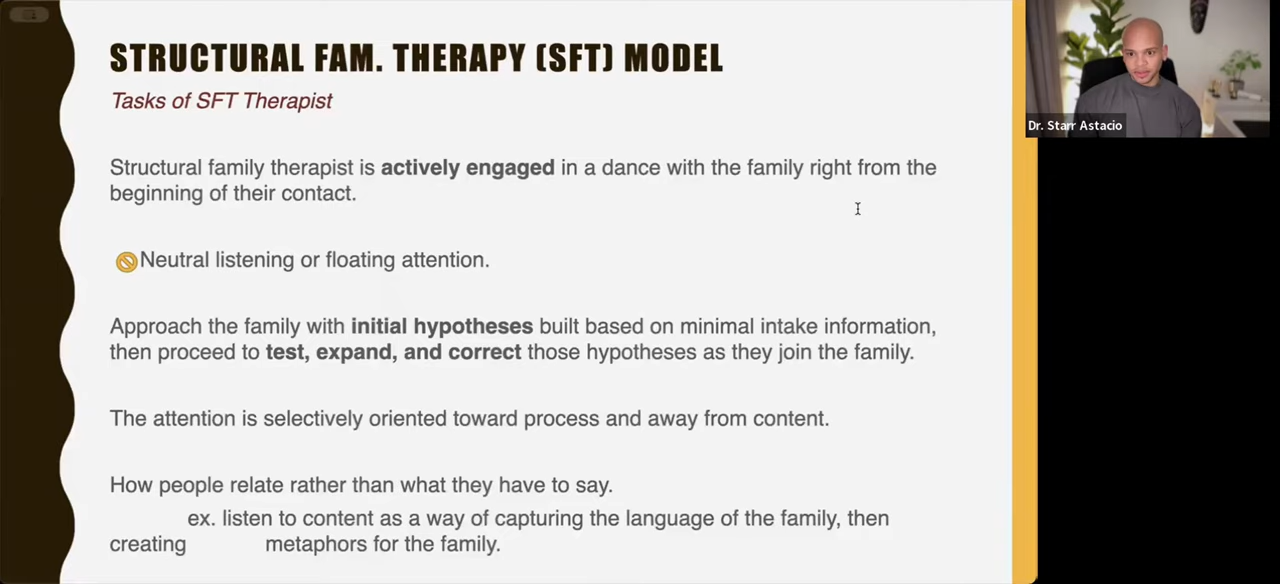 STRUCTURAL FAM. THERAPY (SFT) MODEL
Tasks of SFT Therapist
Structural family therapist is actively engaged in a dance with the family right from the
beginning of their contact.
Neutral listening or floating attention.
Approach the family with initial hypotheses built based on minimal intake information,
then proceed to test, expand, and correct those hypotheses as they join the family.
The attention is selectively oriented toward process and away from content.
How people relate rather than what they have to say.
ex. listen to content as a way of capturing the language of the family, then
creating metaphors for the family.
Dr. Starr Astacio